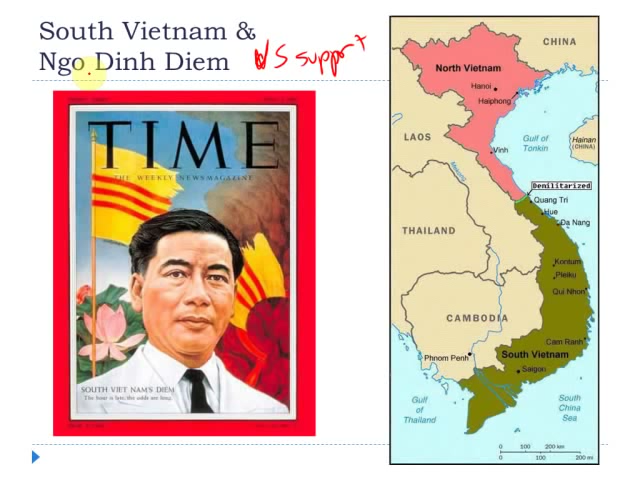 South Vietnam &
Ngo Dinh Diem
US support
TIME
THE WEEKLY NEWSMAGAZINE
SOUTH VIET NAM'S DIEM
The hour is late, the odds are long.
CHINA
North Vietnam
Hanoi
Haiphong
LAOS
Gulf of
Tonkin
Hainan
(CHINA)
Vinh
Mekong
Demilitarized
Quang Tri
Hue
Da Nang
THAILAND
Kontum
Pleiku
Qui Nhon
CAMBODIA
Cam Ranh
South Vietnam
Phnom Penh
Saigon
Gulf
of
Thailand
South
China
Sea
0 100 200 km
0 100 200 mi